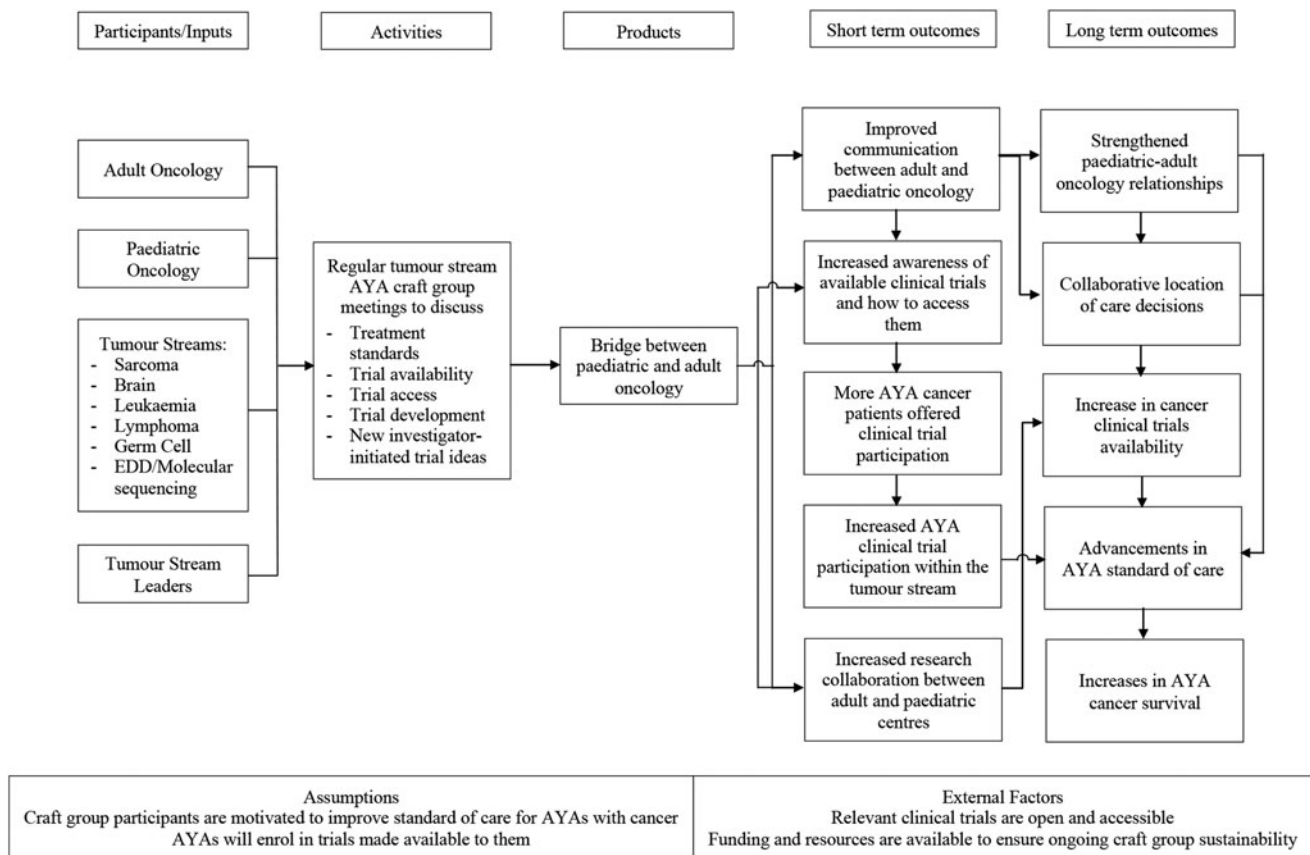 Participants/Inputs
Activities
Products
Short term outcomes
Long term outcomes
Adult Oncology
Paediatric
Oncology
Tumour Streams:
- Sarcoma
- Brain
- Leukaemia
- Lymphoma
- Germ Cell
- EDD/Molecular
sequencing
Tumour Stream
Leaders
Regular tumour stream
AYA craft group
meetings to discuss
- Treatment
standards
- Trial availability
- Trial access
- Trial development
- New investigator-
initiated trial ideas
Bridge between
paediatric and adult
oncology
Improved
communication
between adult and
paediatric oncology
Increased awareness of
available clinical trials
and how to access
them
More AYA cancer
patients offered
clinical trial
participation
Increased AYA
clinical trial
participation within the
tumour stream
Increased research
collaboration between
adult and paediatric
centres
Strengthened
paediatric-adult
oncology relationships
Collaborative location
of care decisions
Increase in cancer
clinical trials
availability
Advancements in
AYA standard of care
Increases in AYA
cancer survival
Assumptions
Craft group participants are motivated to improve standard of care for AYAs with cancer
AYAs will enrol in trials made available to them
External Factors
Relevant clinical trials are open and accessible
Funding and resources are available to ensure ongoing craft group sustainability